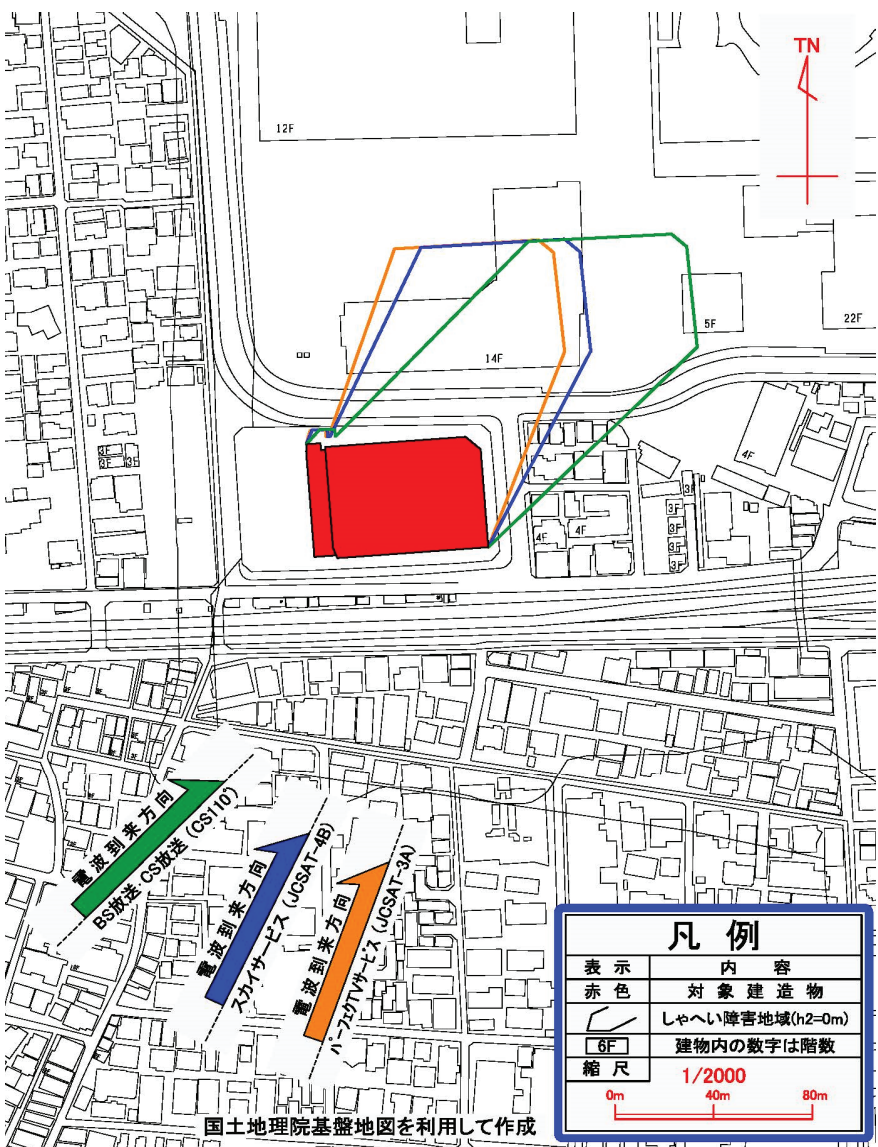 TN
12F
14F
5F
22F
4F
3F
3F
3F
3F
3F
3F
3F
4F
4F
3F
電波到来方向
BS放送・CS放送(CS110°)
電波到来方向
スカイサービス(JCSAT-4B)
電波到来方向
パーフェクTVサービス(JCSAT-3A)
凡例
表示 内容
赤色 対象建造物
しゃへい障害地域(h2=0m)
6F 建物内の数字は階数
縮尺 1/2000
0m 40m 80m
国土地理院基盤地図を利用して作成